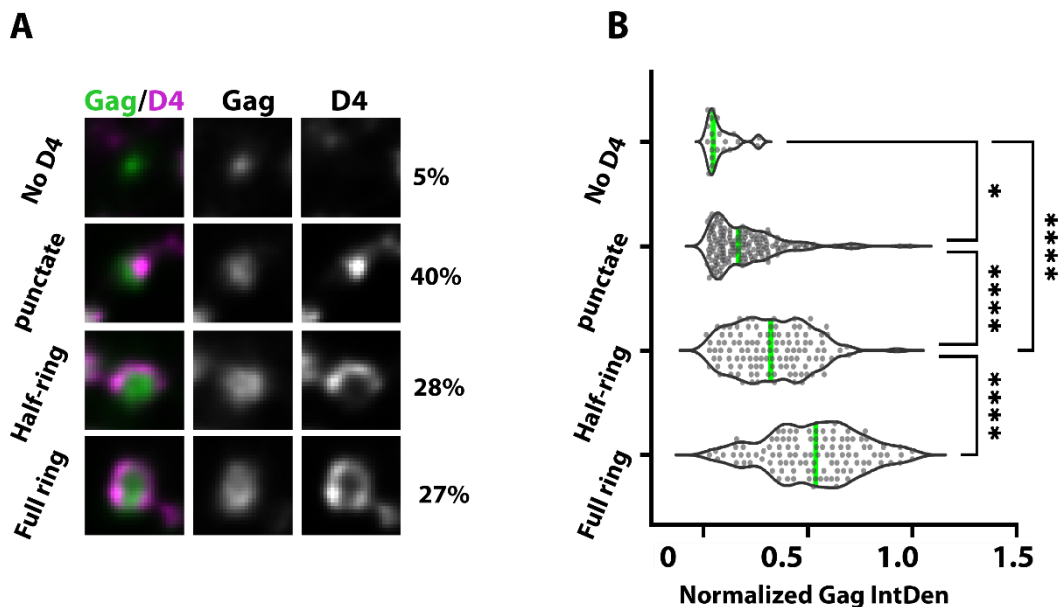 A
Gag/D4 Gag D4
No D4 5%
punctate 40%
Half-ring 28%
Full ring 27%
B
No D4
punctate
Half-ring
Full ring
*
****
****
****
0 0.5 1.0 1.5
Normalized Gag IntDen